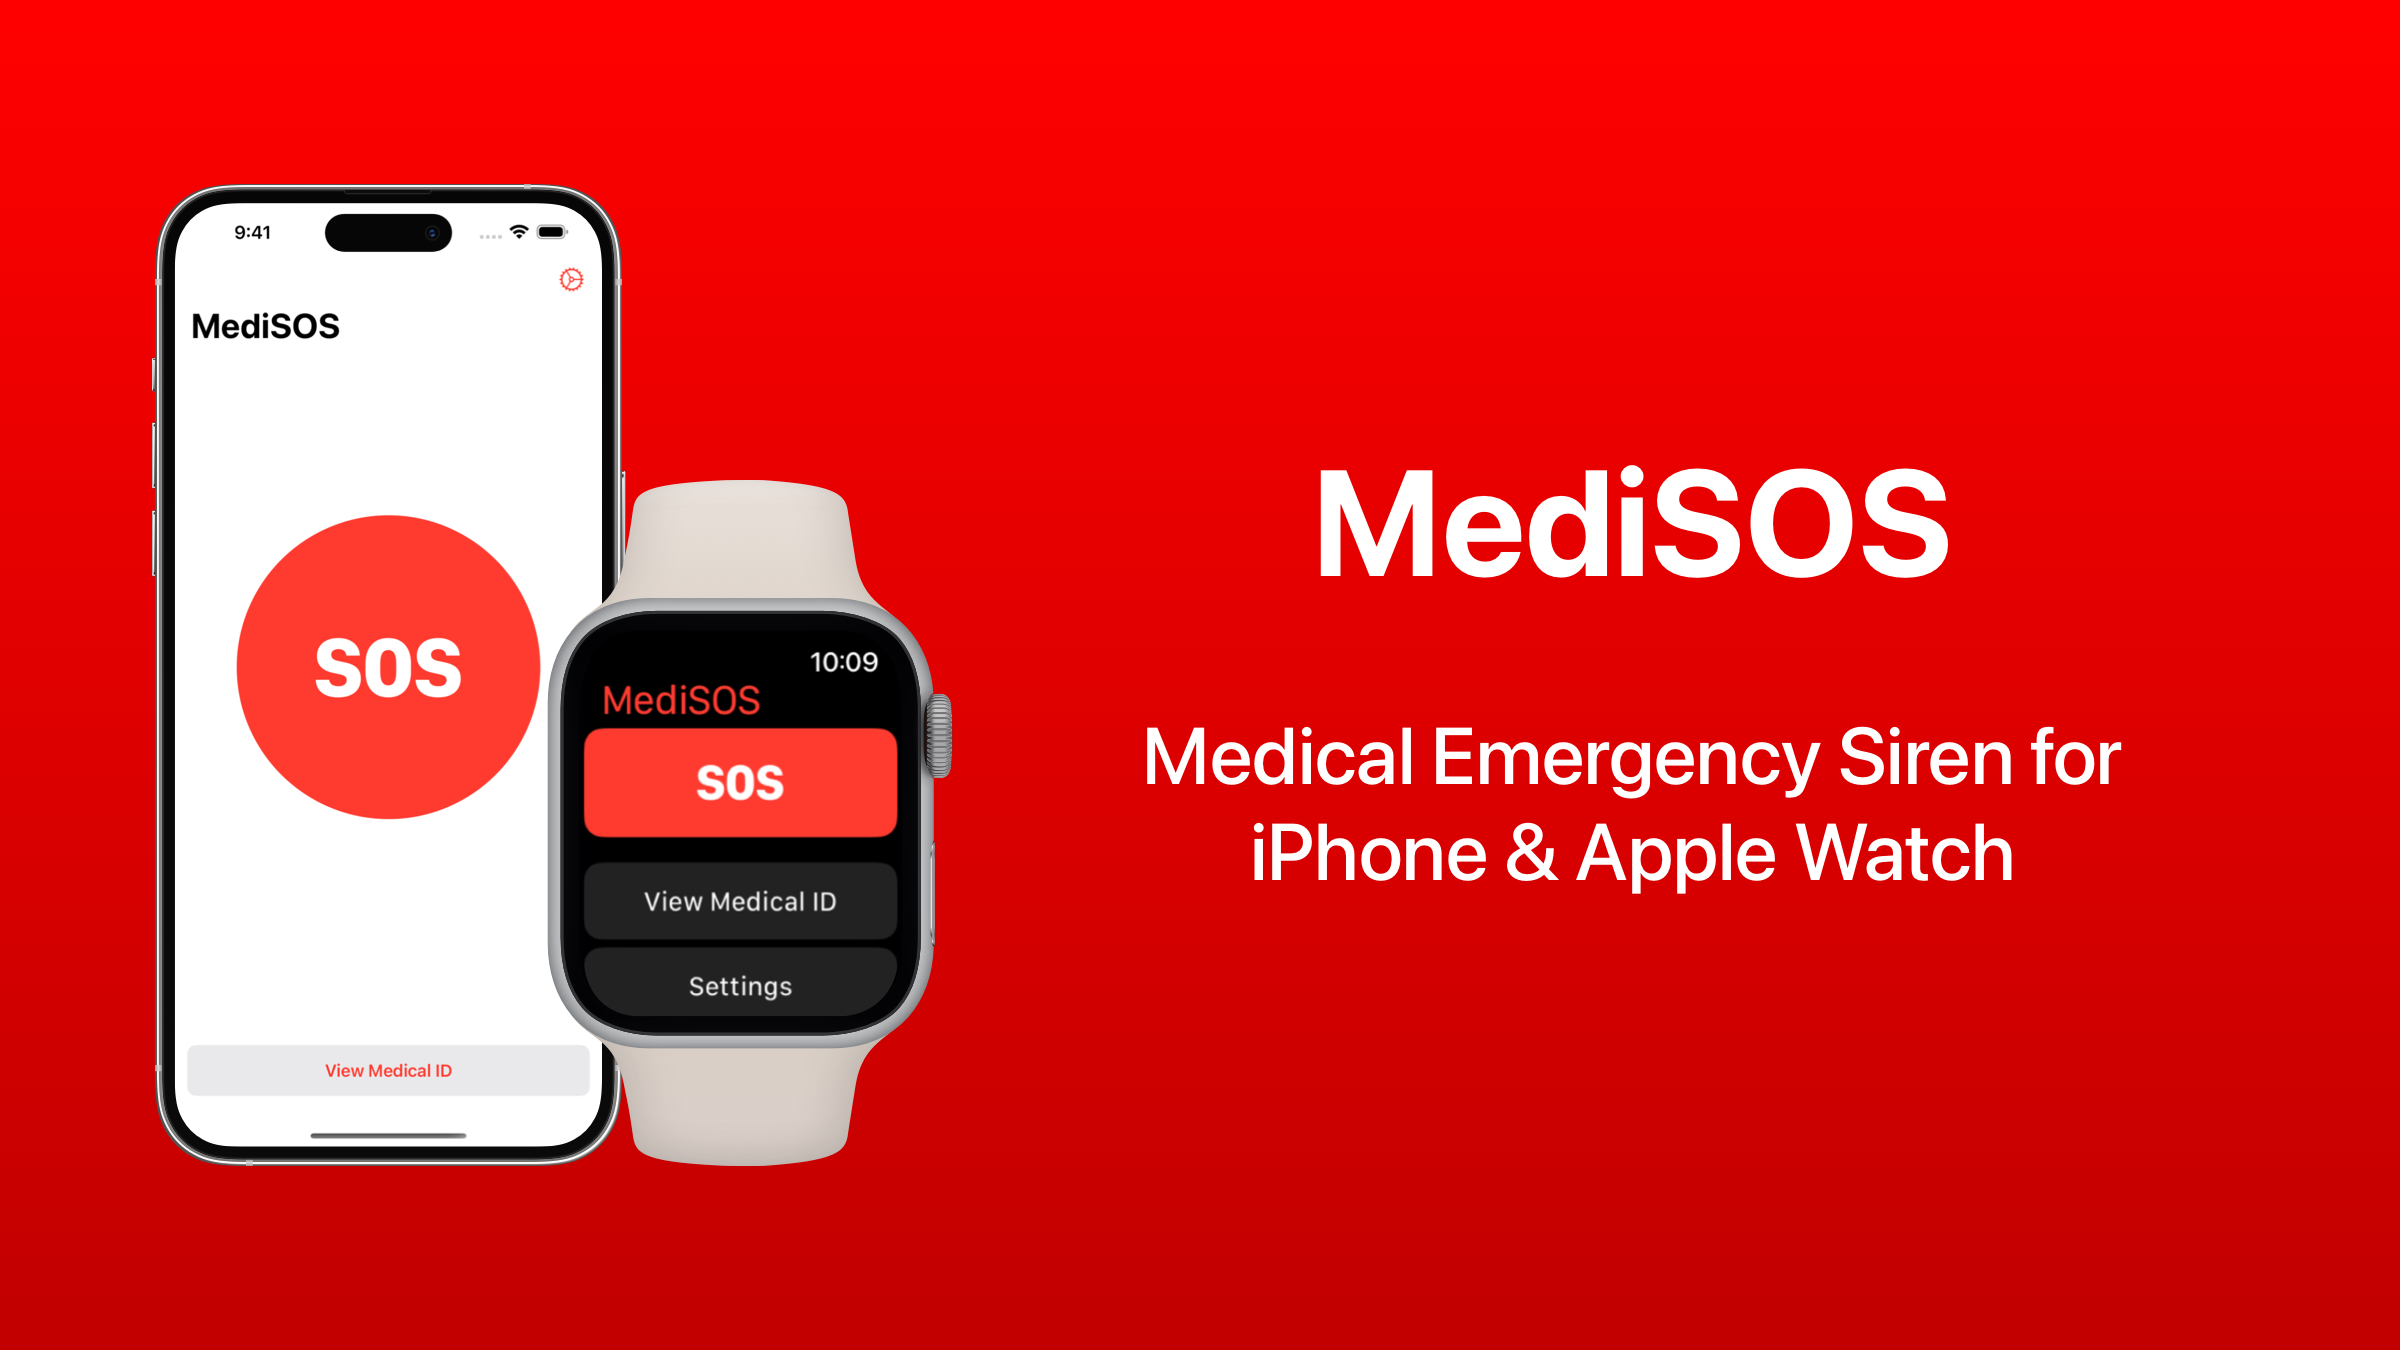 9:41
MediSOS
SOS
View Medical ID
10:09
MediSOS
SOS
View Medical ID
Settings
MediSOS
Medical Emergency Siren for
iPhone & Apple Watch